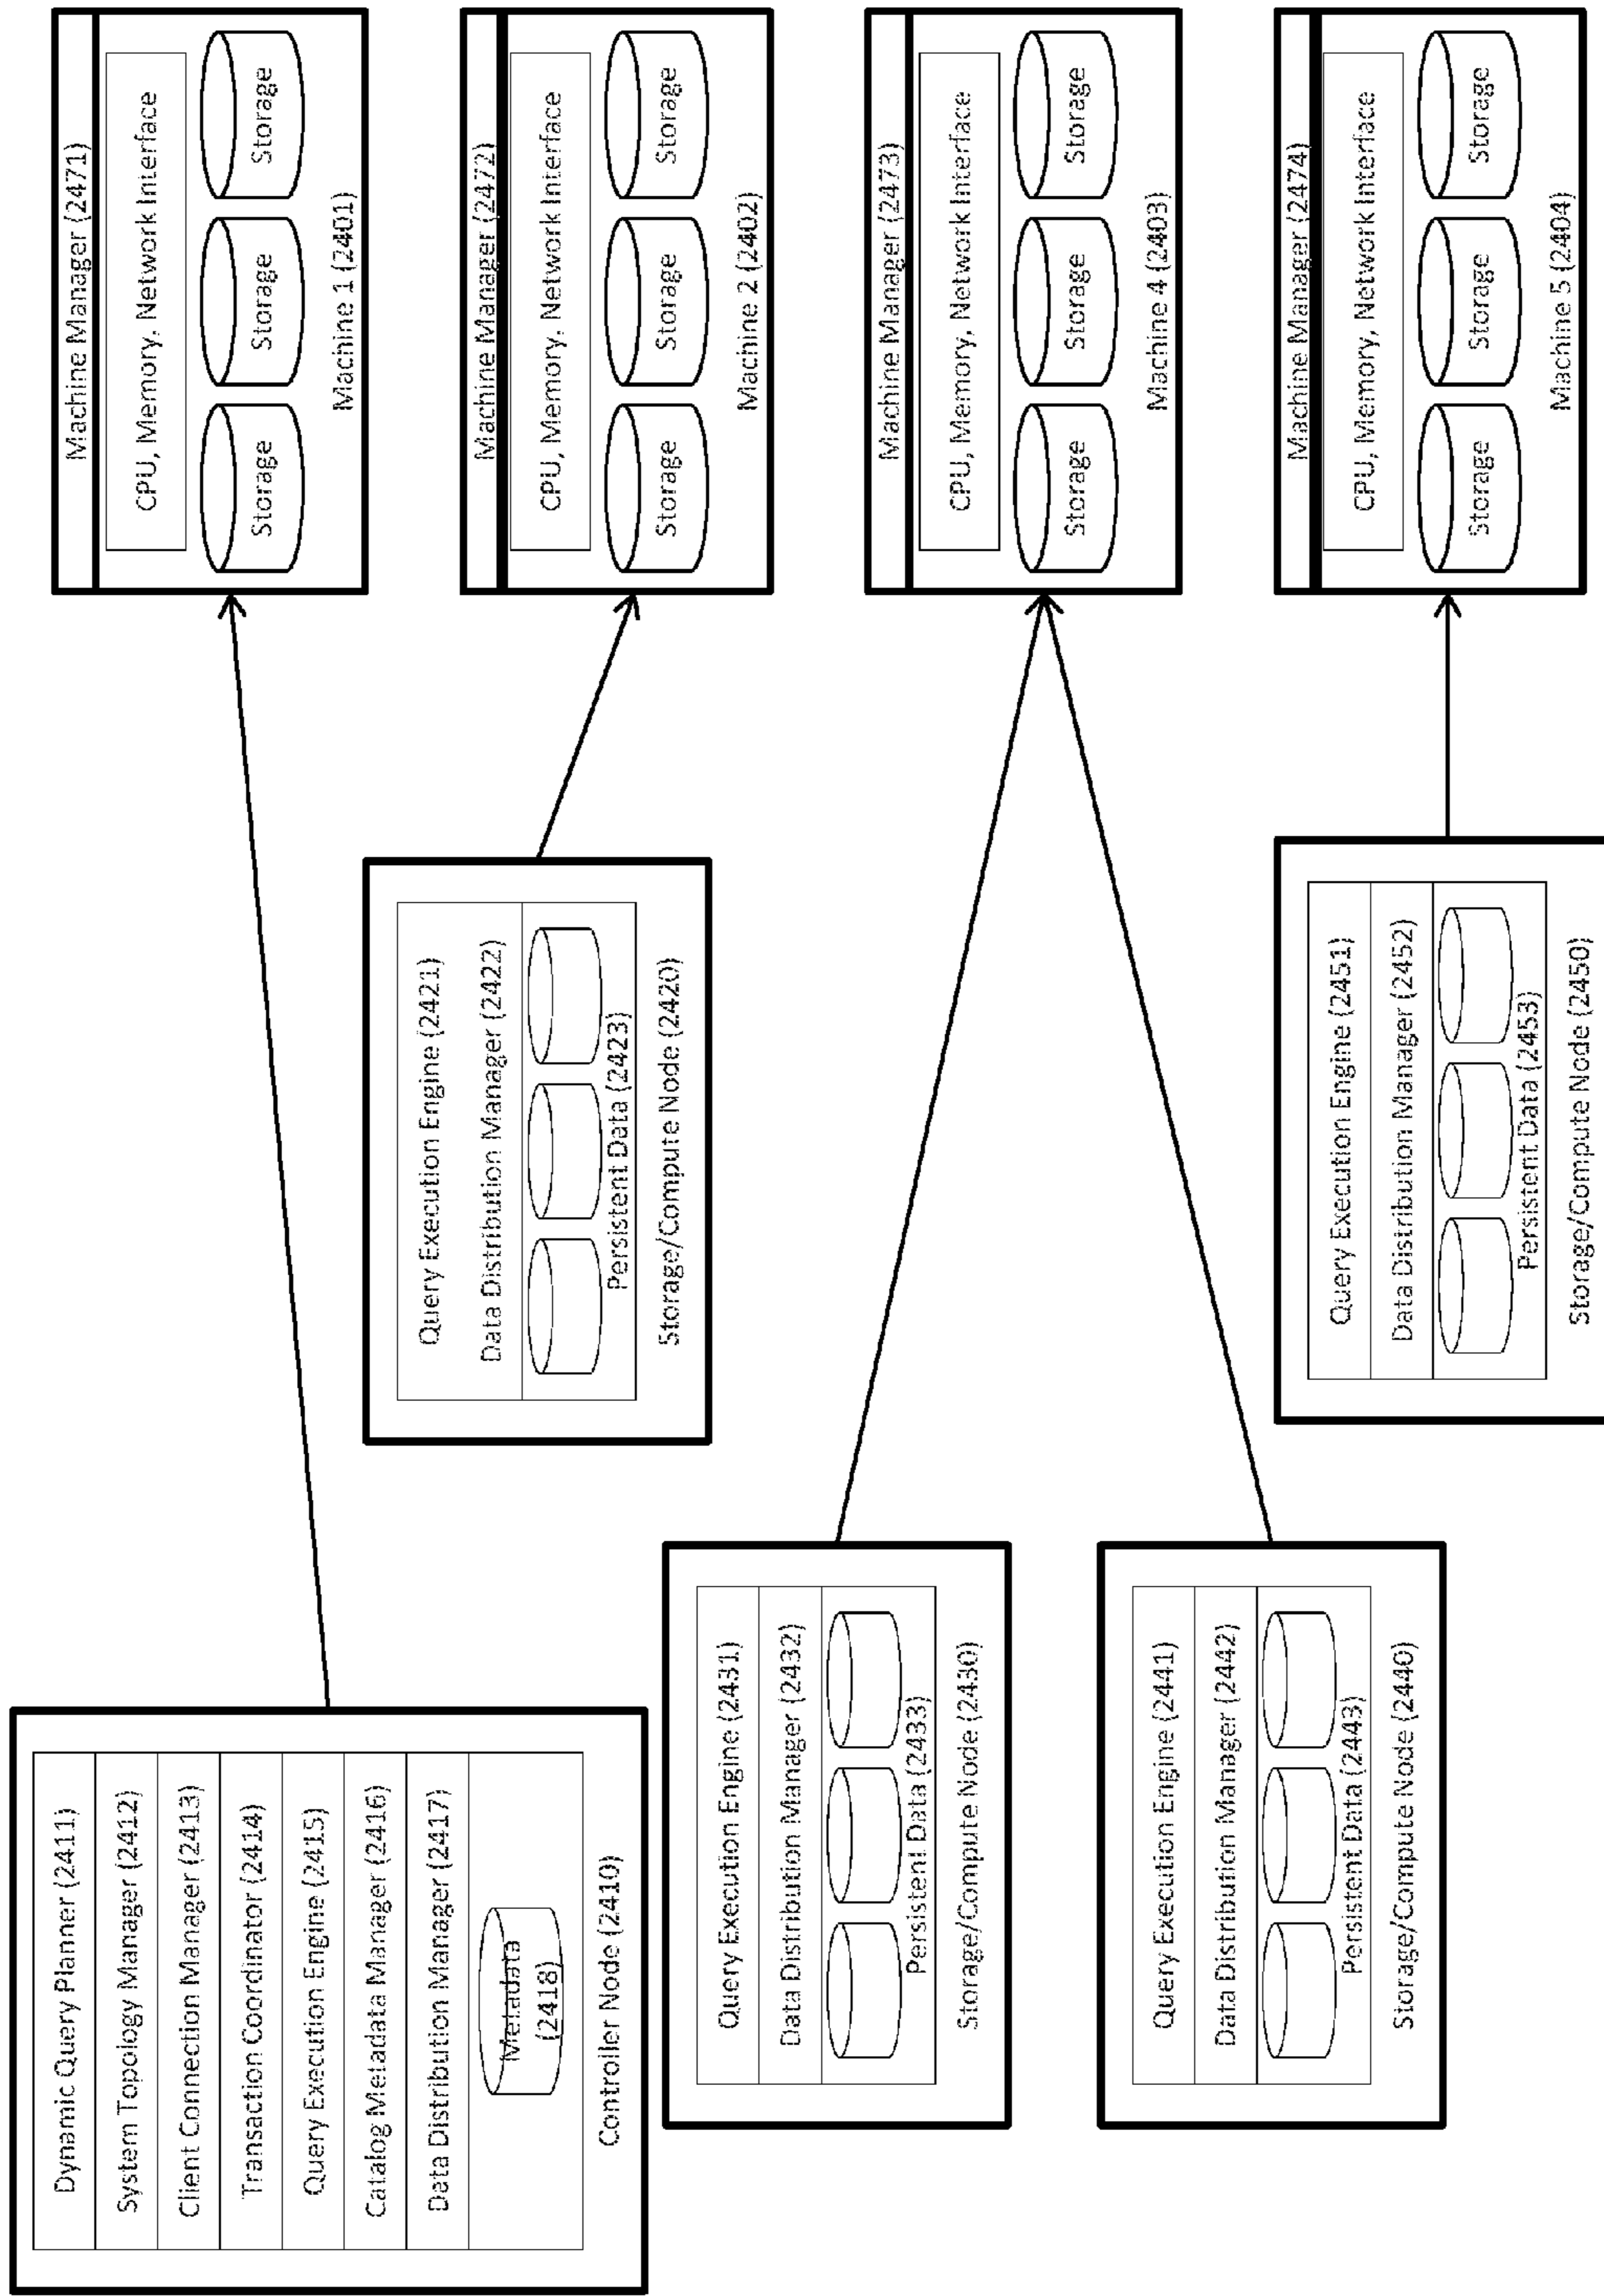 Dynamic Query Planner (2411)
System Topology Manager (2412)
Client Connection Manager (2413)
Transaction Coordinator (2414)
Query Execution Engine (2415)
Catalog Metadata Manager (2416)
Data Distribution Manager (2417)
Metadata
(2418)
Controller Node (2410)
Query Execution Engine (2431)
Data Distribution Manager (2432)
Persistent Data (2433)
Storage/Compute Node (2430)
Query Execution Engine (2441)
Data Distribution Manager (2442)
Persistent Data (2443)
Storage/Compute Node (2440)
Query Execution Engine (2421)
Data Distribution Manager (2422)
Persistent Data (2423)
Storage/Compute Node (2420)
Query Execution Engine (2451)
Data Distribution Manager (2452)
Persistent Data (2453)
Storage/Compute Node (2450)
Machine Manager (2471)
CPU, Memory, Network Interface
Storage
Storage
Storage
Machine 1 (2401)
Machine Manager (2472)
CPU, Memory, Network Interface
Storage
Storage
Storage
Machine 2 (2402)
Machine Manager (2473)
CPU, Memory, Network Interface
Storage
Storage
Storage
Machine 4 (2403)
Machine Manager (2474)
CPU, Memory, Network Interface
Storage
Storage
Storage
Machine 5 (2404)